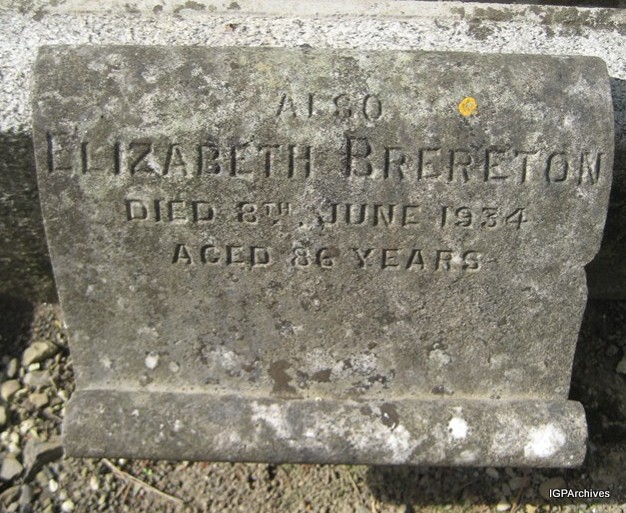 ALSO
ELIZABETH BRERETON
DIED 8TH. JUNE 1934
AGED 86 YEARS
IGPArchives